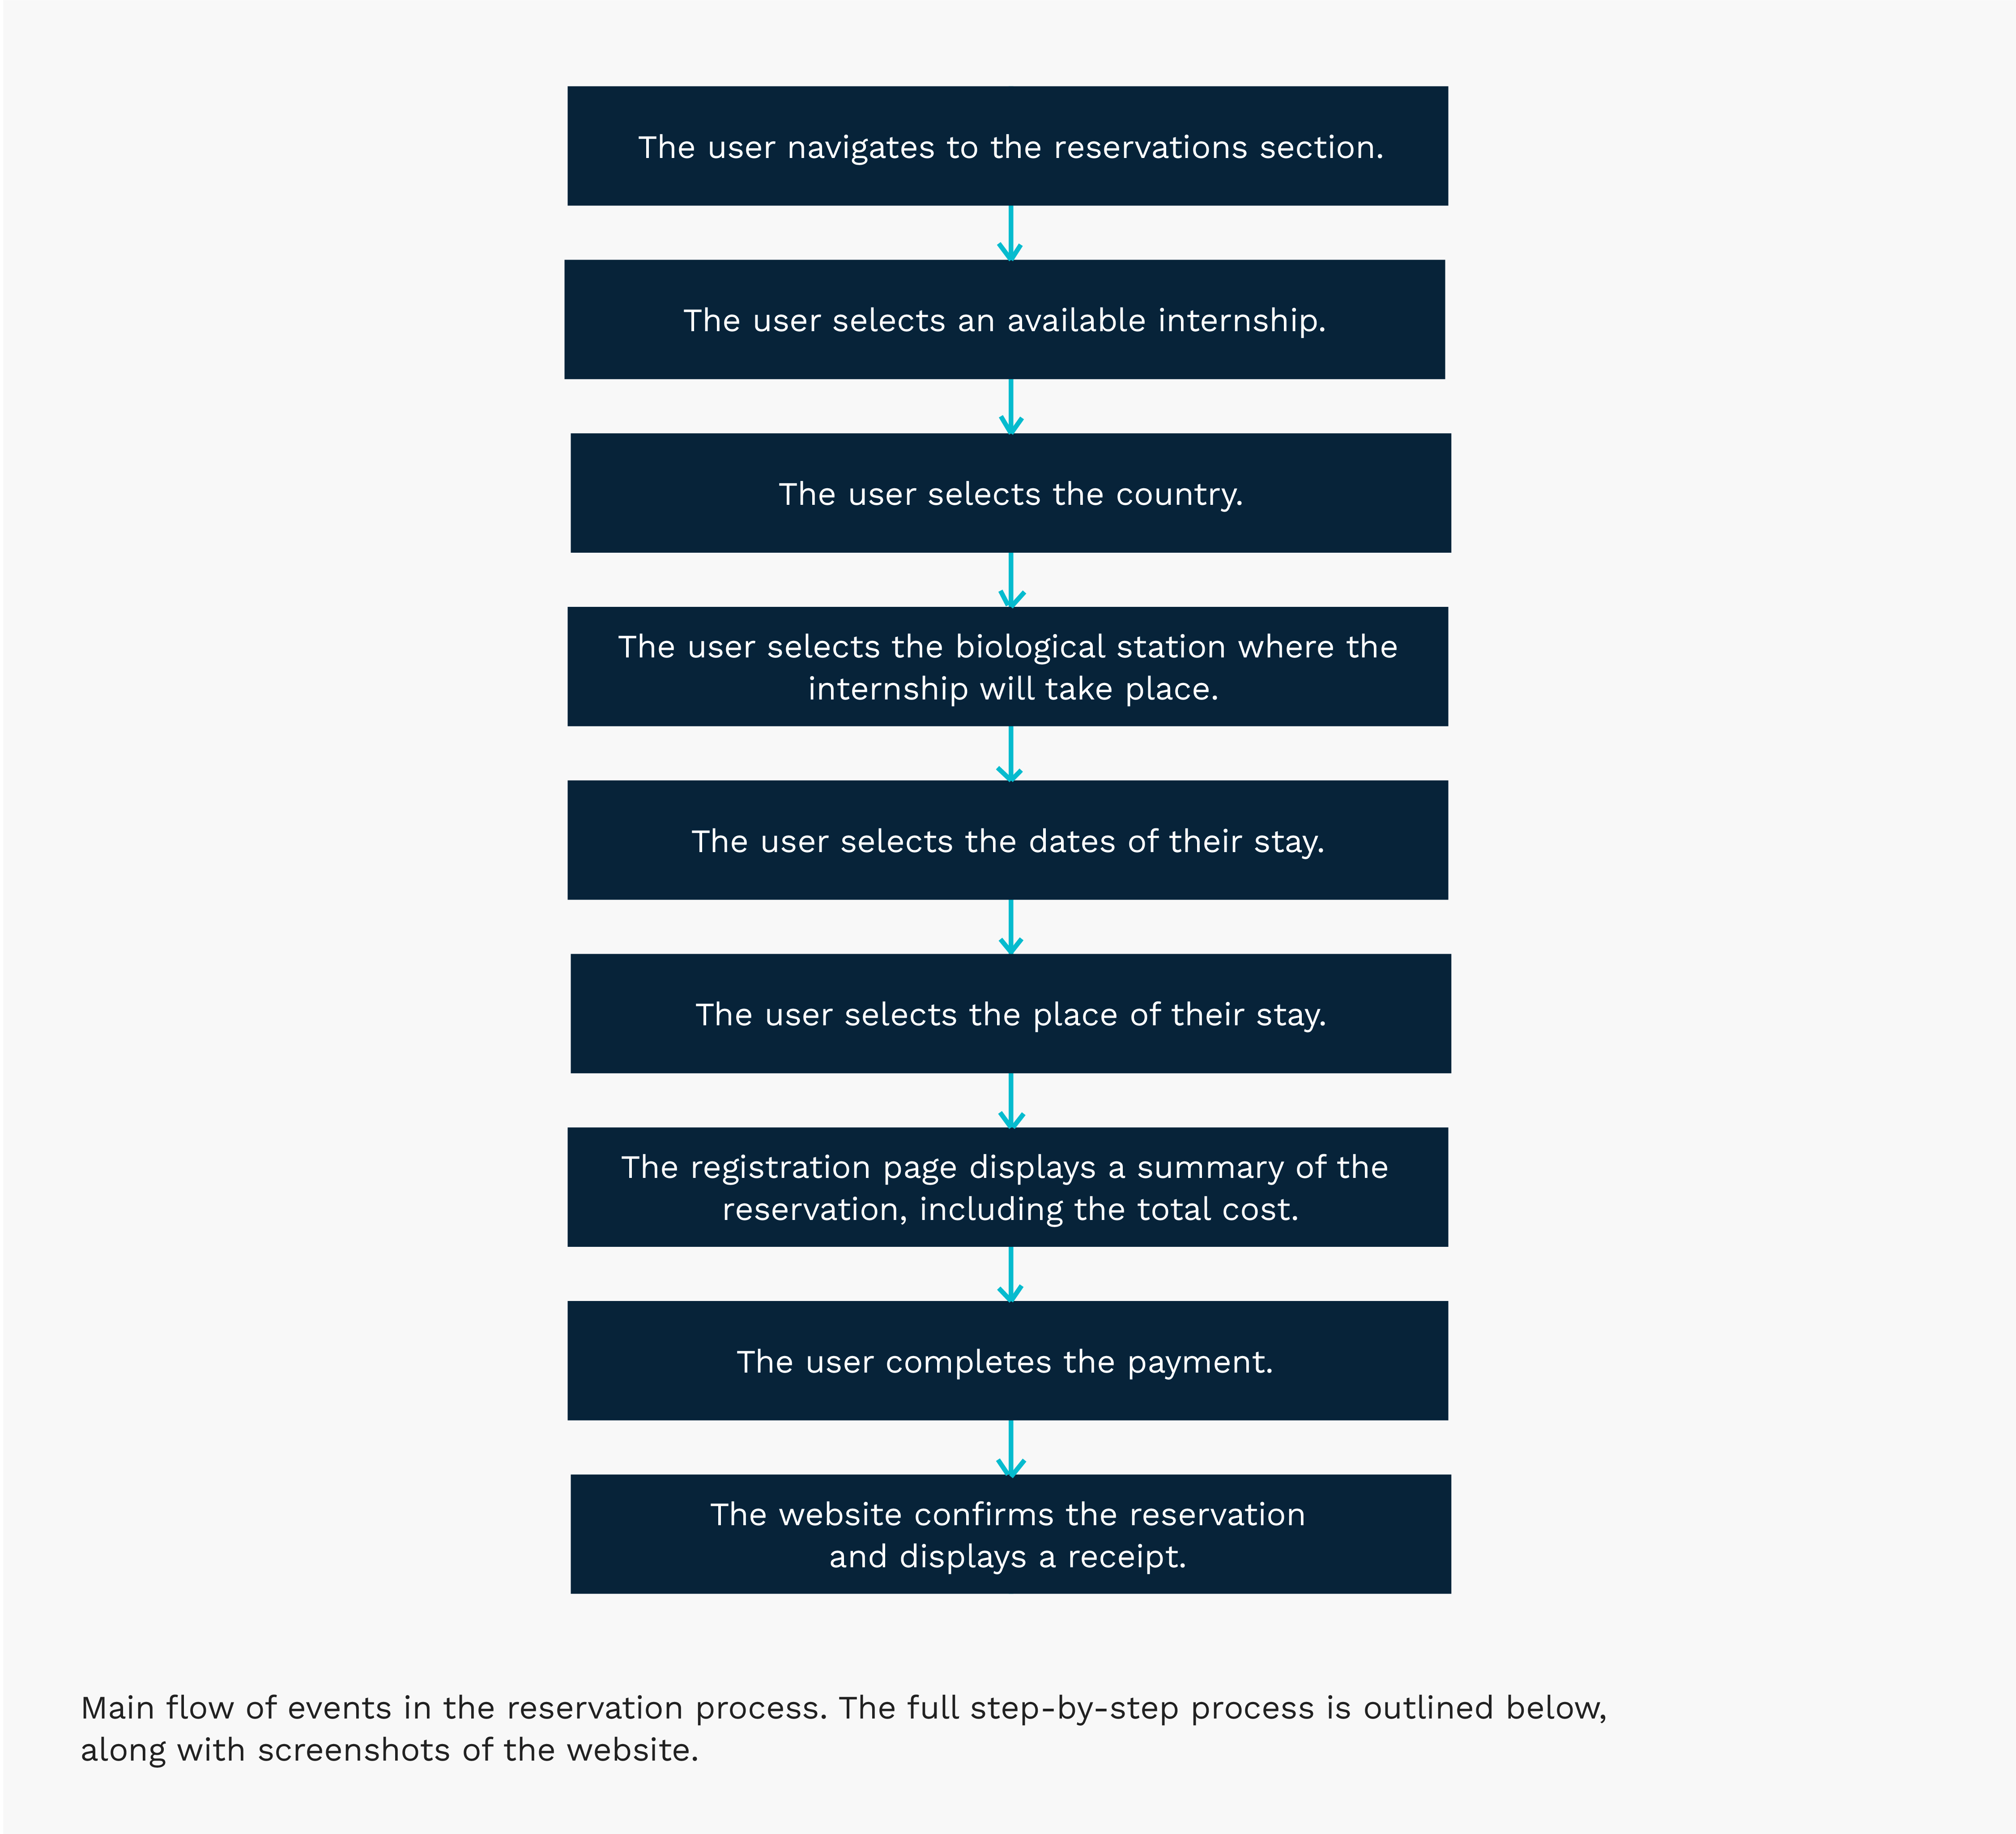 The user navigates to the reservations section.
The user selects an available internship.
The user selects the country.
The user selects the biological station where the
internship will take place.
The user selects the dates of their stay.
The user selects the place of their stay.
The registration page displays a summary of the
reservation, including the total cost.
The user completes the payment.
The website confirms the reservation
and displays a receipt.
Main flow of events in the reservation process. The full step-by-step process is outlined below,
along with screenshots of the website.